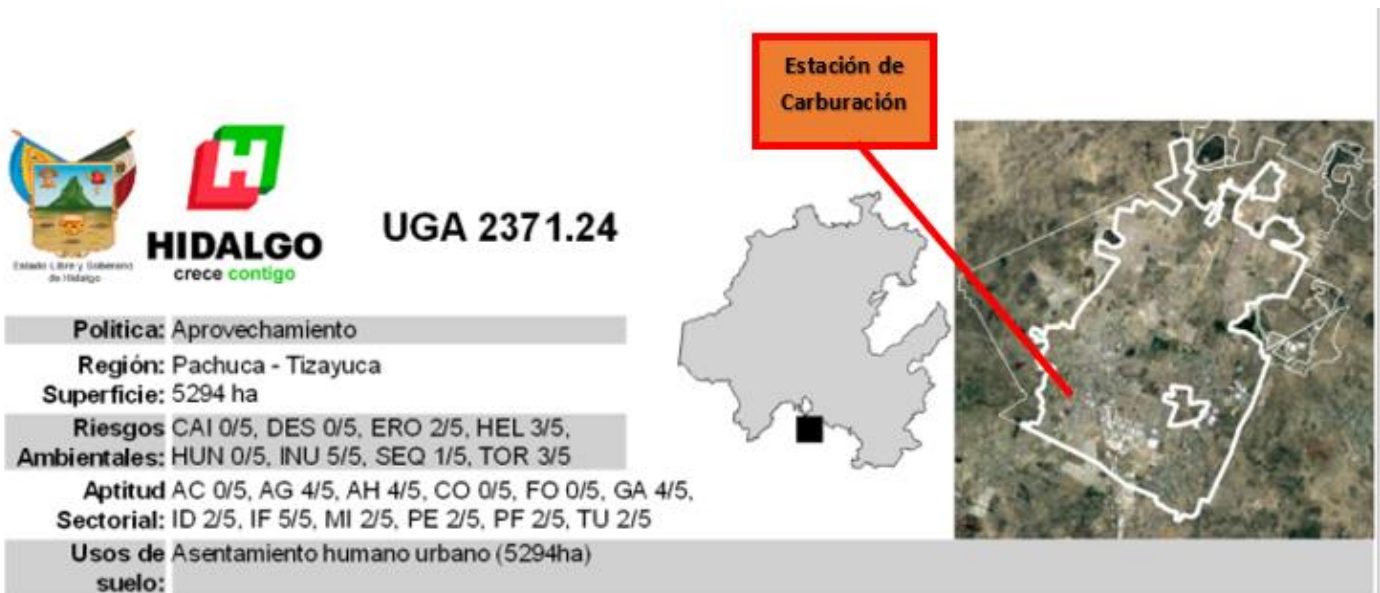 Estación de
Carburación
Estado Libre y Soberano
de Hidalgo
H
HIDALGO
crece contigo
UGA 2371.24
Politica: Aprovechamiento
Región: Pachuca - Tizayuca
Superficie: 5294 ha
Riesgos CAI 0/5, DES 0/5, ERO 2/5, HEL 3/5,
Ambientales: HUN 0/5, INU 5/5, SEQ 1/5, TOR 3/5
Aptitud AC 0/5, AG 4/5, AH 4/5, CO 0/5, FO 0/5, GA 4/5,
Sectorial: ID 2/5, IF 5/5, MI 2/5, PE 2/5, PF 2/5, TU 2/5
Usos de Asentamiento humano urbano (5294ha)
suelo: